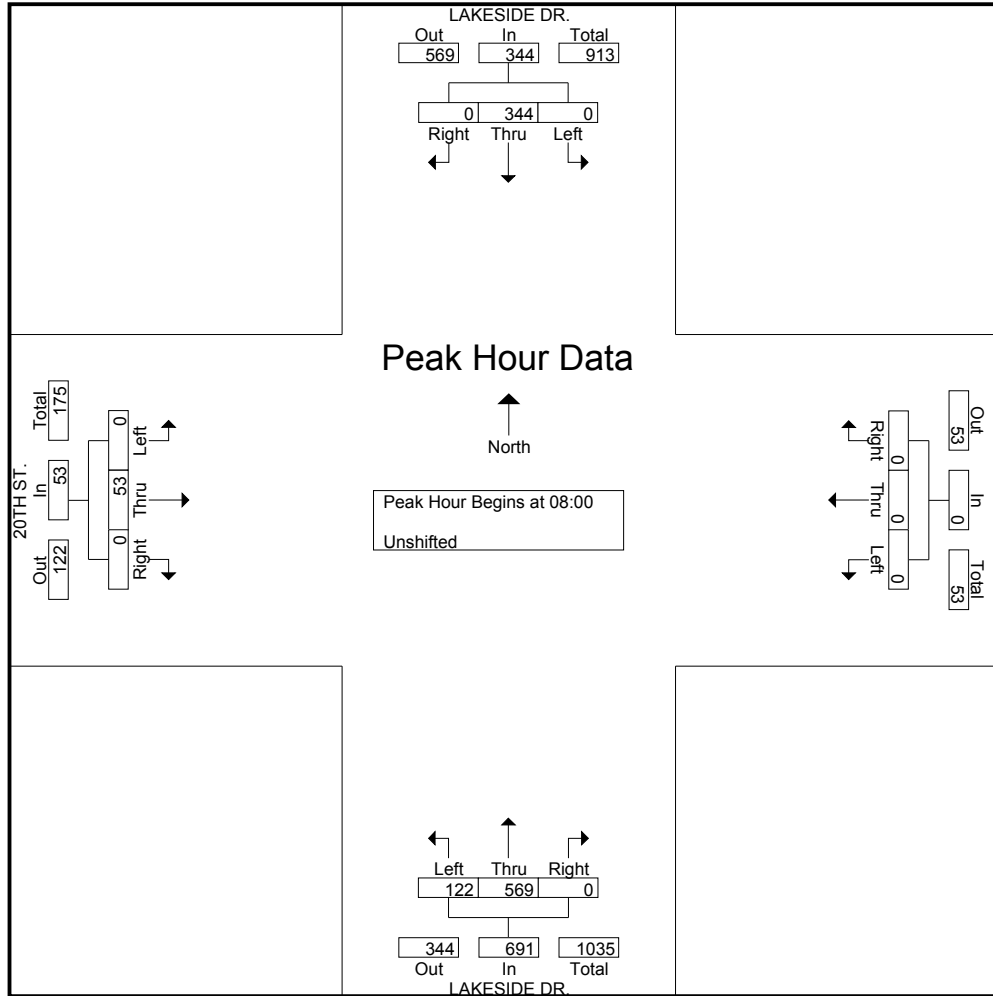 LAKESIDE DR.
Out In Total
569 344 913
0 344 0
Right Thru Left
Peak Hour Data
North
Peak Hour Begins at 08:00
Unshifted
20TH ST.
Total In Out
175 53 122
0 53 0
Left Thru Right
Right Thru Left
0 0 0
Out In Total
53 0 53
Left Thru Right
122 569 0
344 691 1035
Out In Total
LAKESIDE DR.